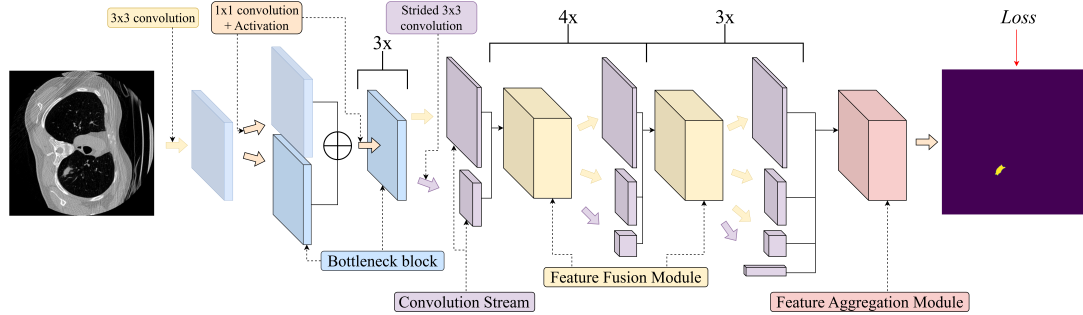 3x3 convolution
1x1 convolution
+ Activation
Strided 3x3
convolution
3x
4x
3x
Loss
Bottleneck block
Convolution Stream
Feature Fusion Module
Feature Aggregation Module